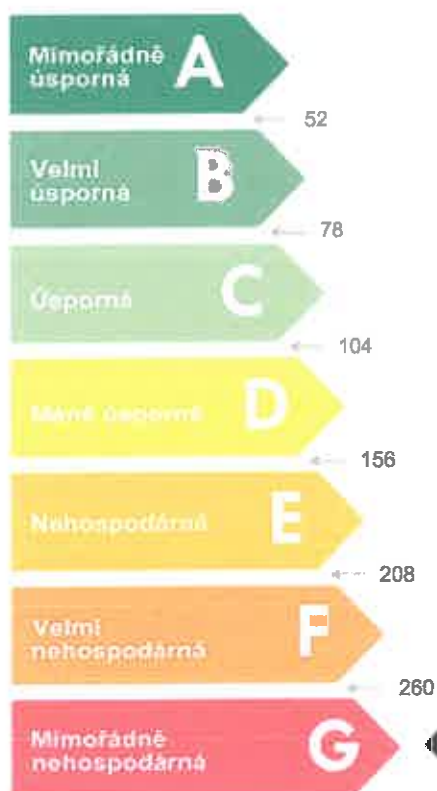 Mimořádně
úsporná
A
52
Velmi
úsporná
B
78
Úsporná
C
104
Méně úsporná
D
156
Nehospodárná
E
208
Velmi
nehospodárná
F
260
Mimořádně
nehospodárná
G